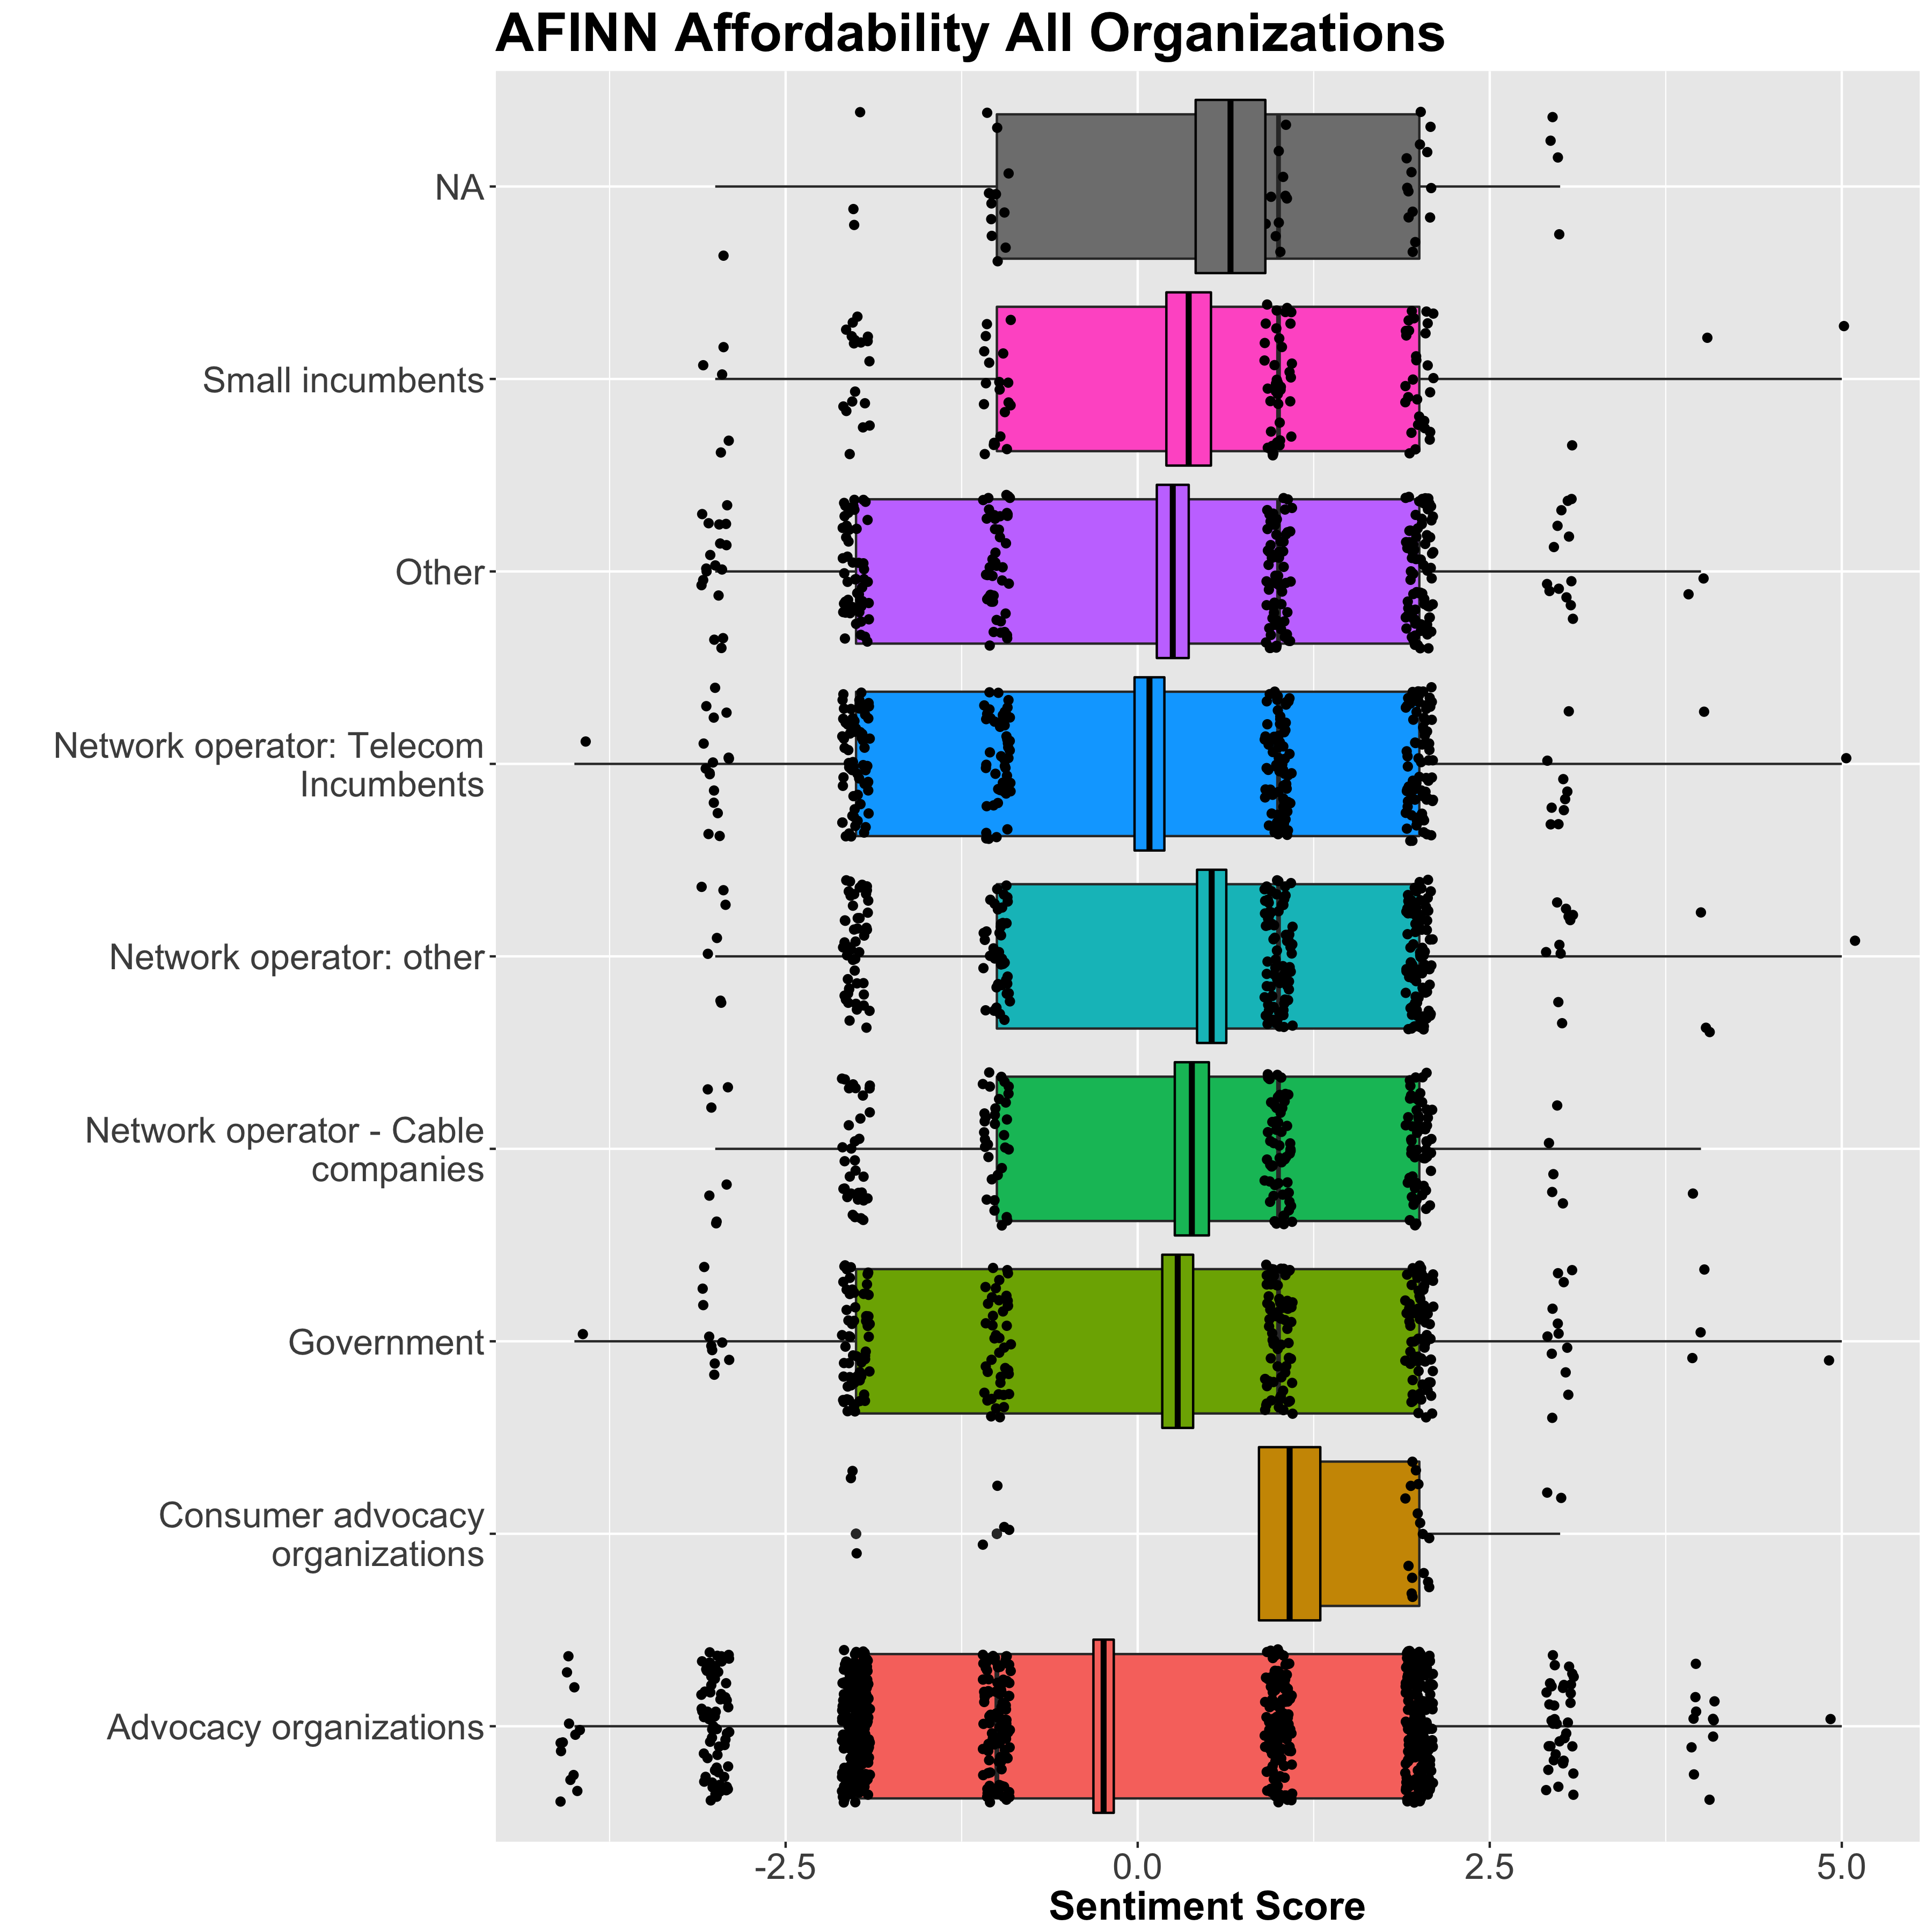 AFINN Affordability All Organizations
NA
Small incumbents
Other
Network operator: Telecom
Incumbents
Network operator: other
Network operator - Cable
companies
Government
Consumer advocacy
organizations
Advocacy organizations
-2.5 0.0 2.5 5.0
Sentiment Score